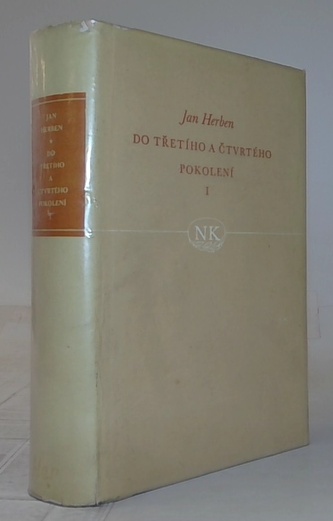 JAN
HERBEN
DO
TŘETÍHO
A
ČTVRTÉHO
POKOLENÍ
Jan Herben
DO TŘETÍHO A ČTVRTÉHO
POKOLENÍ
I
NK